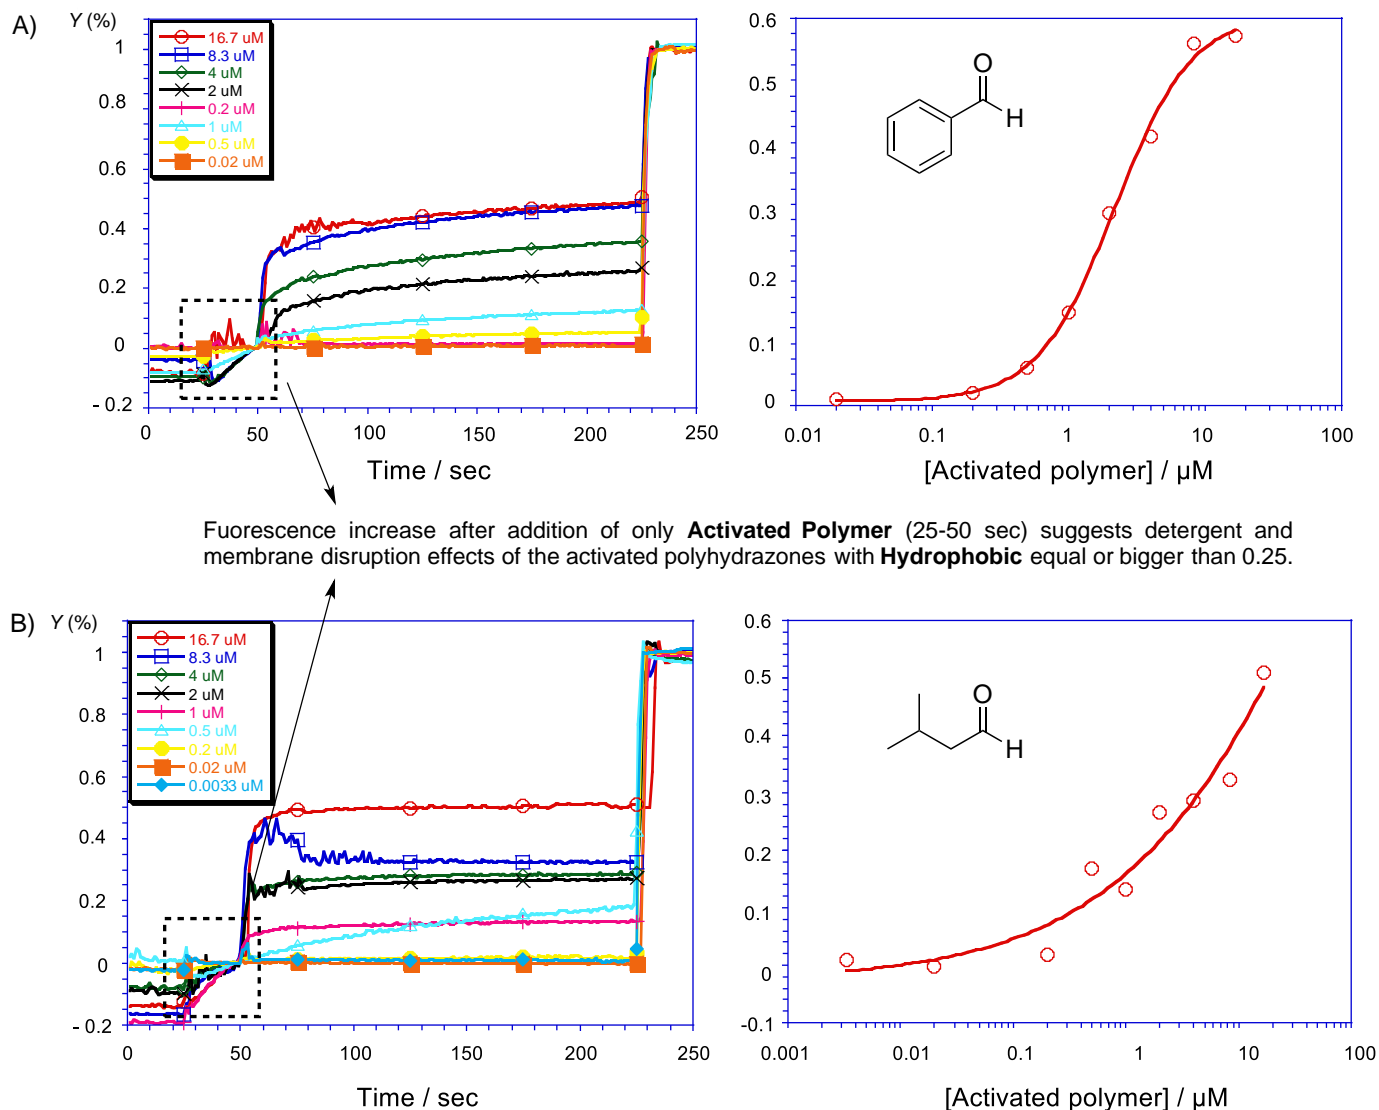 A)
Y (%)
16.7 uM
8.3 uM
4 uM
2 uM
0.2 uM
1 uM
0.5 uM
0.02 uM
1
0.8
0.6
0.4
0.2
0
- 0.2
0 50 100 150 200 250
Time / sec
0.6
0.5
0.4
0.3
0.2
0.1
0
0.01 0.1 1 10 100
[Activated polymer] / µM
O
H
Fluorescence increase after addition of only Activated Polymer (25-50 sec) suggests detergent and
membrane disruption effects of the activated polyhydrazones with Hydrophobic equal or bigger than 0.25.
B)
Y (%)
16.7 uM
8.3 uM
4 uM
2 uM
1 uM
0.5 uM
0.2 uM
0.02 uM
0.0033 uM
1
0.8
0.6
0.4
0.2
0
- 0.2
0 50 100 150 200 250
Time / sec
0.6
0.5
0.4
0.3
0.2
0.1
0
-0.1
0.001 0.01 0.1 1 10 100
[Activated polymer] / µM
O
H